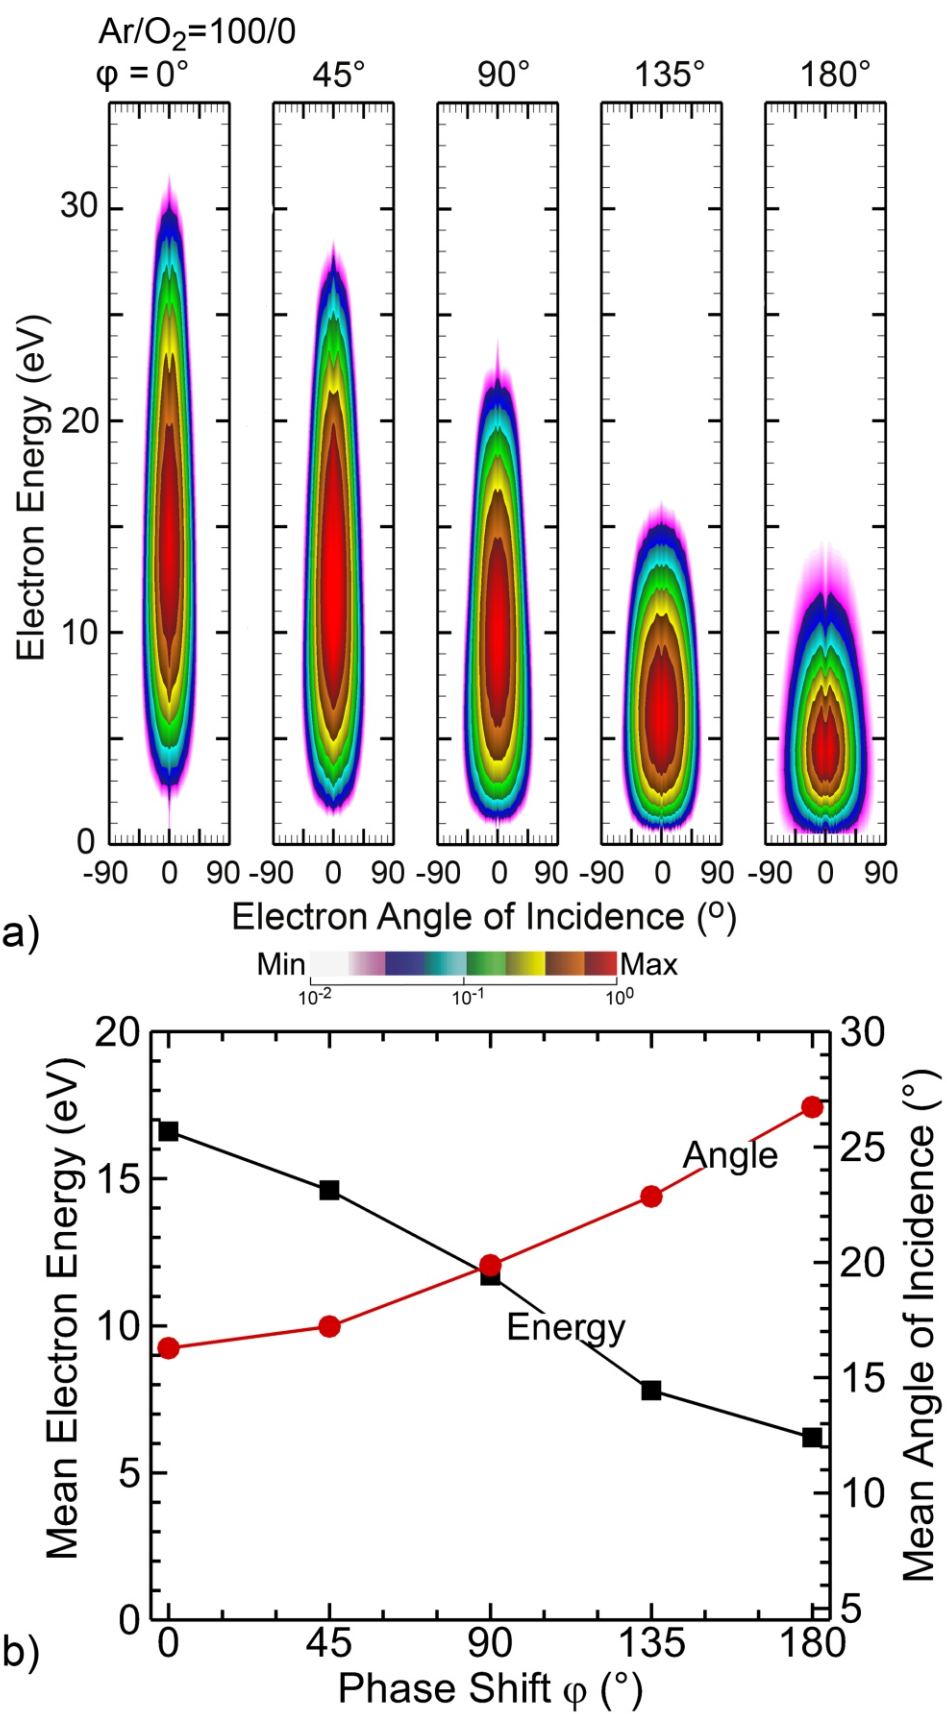 Ar/O₂=100/0
φ = 0° 45° 90° 135° 180°
30
20
10
0
Electron Energy (eV)
-90 0 90 -90 0 90 -90 0 90 -90 0 90 -90 0 90
Electron Angle of Incidence (°)
a)
Min Max
10⁻² 10⁻¹ 10⁰
20
15
10
5
0
Mean Electron Energy (eV)
30
25
20
15
10
5
Mean Angle of Incidence (°)
Angle
Energy
0 45 90 135 180
Phase Shift φ (°)
b)